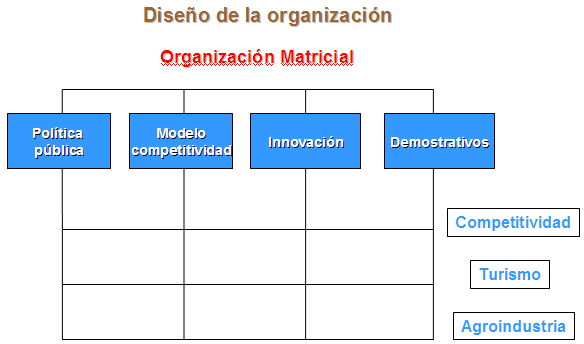 Diseño de la organización
Organización Matricial
Política
pública
Modelo
competitividad
Innovación
Demostrativos
Competitividad
Turismo
Agroindustria